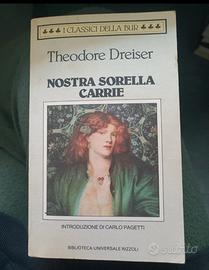 I CLASSICI DELLA BUR
Theodore Dreiser
NOSTRA SORELLA
CARRIE
INTRODUZIONE DI CARLO PAGETTI
BIBLIOTECA UNIVERSALE RIZZOLI
subito